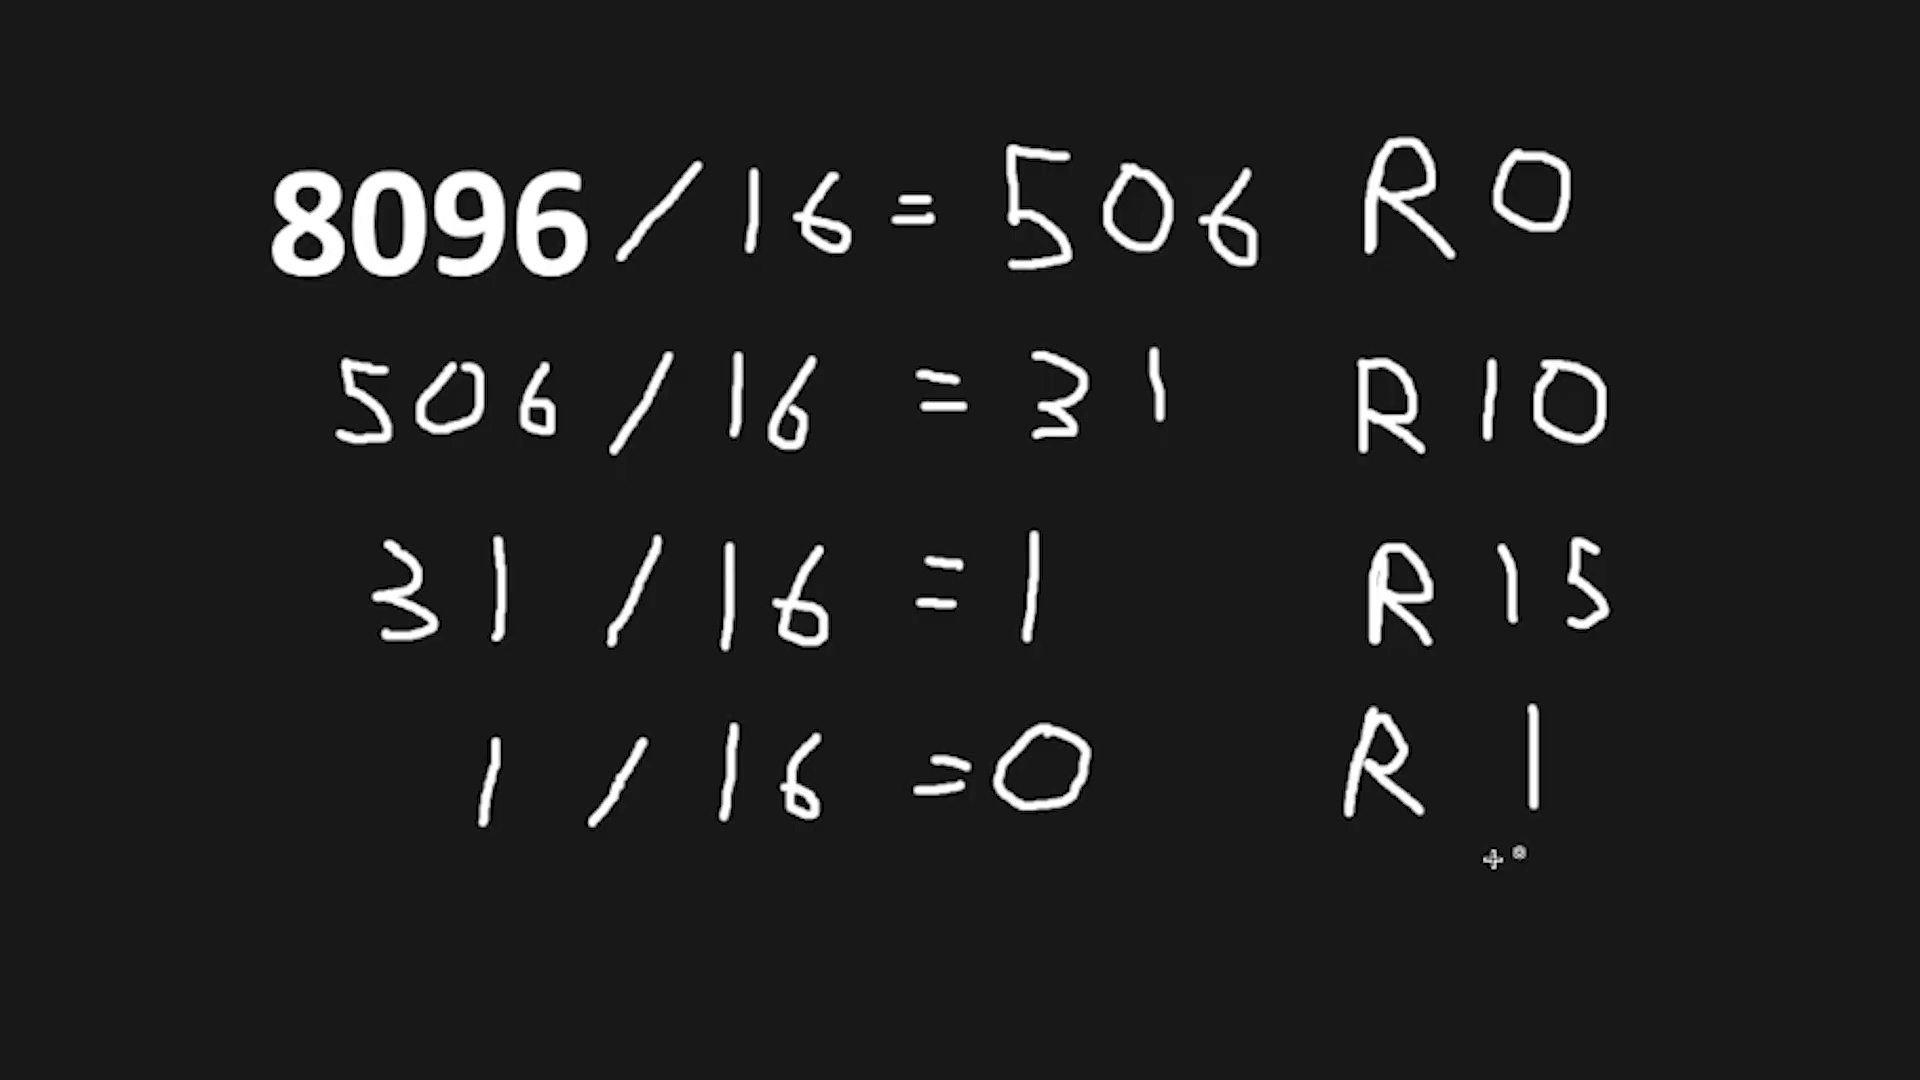 8096 / 16 = 506 R 0
506 / 16 = 31 R 10
31 / 16 = 1 R 15
1 / 16 = 0 R 1